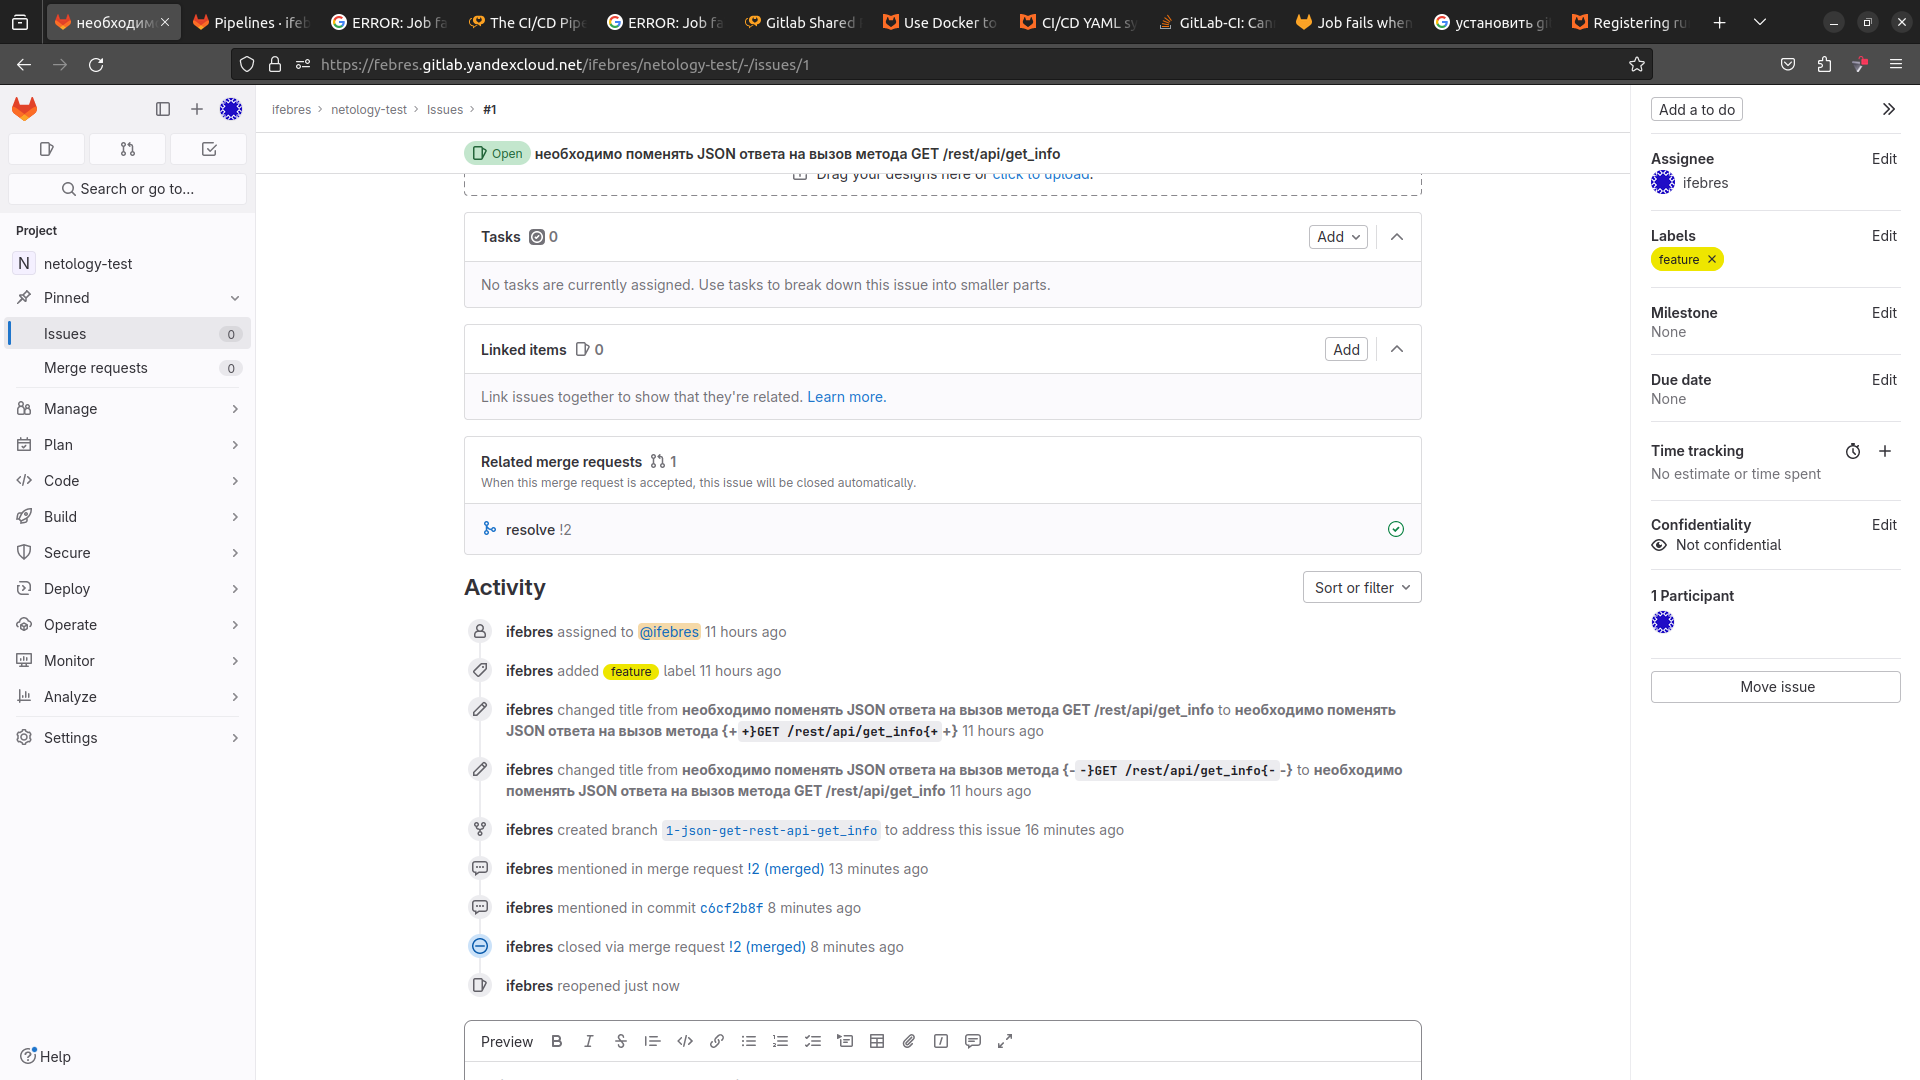 необходим
Pipelines · ifeb
ERROR: Job fa
The CI/CD Pipe
ERROR: Job fa
Gitlab Shared
Use Docker to
CI/CD YAML sy
GitLab-CI: Can
Job fails when
установить gi
Registering ru
https://febres.gitlab.yandexcloud.net/ifebres/netology-test/-/issues/1
ifebres › netology-test › Issues › #1
Add a to do
Open необходимо поменять JSON ответа на вызов метода GET /rest/api/get_info
Search or go to...
Project
N netology-test
Pinned
Issues 0
Merge requests 0
Manage
Plan
Code
Build
Secure
Deploy
Operate
Monitor
Analyze
Settings
Help
Drag your designs here or click to upload.
Tasks 0 Add
No tasks are currently assigned. Use tasks to break down this issue into smaller parts.
Linked items 0 Add
Link issues together to show that they're related. Learn more.
Related merge requests 1
When this merge request is accepted, this issue will be closed automatically.
resolve !2
Activity Sort or filter
ifebres assigned to @ifebres 11 hours ago
ifebres added feature label 11 hours ago
ifebres changed title from необходимо поменять JSON ответа на вызов метода GET /rest/api/get_info to необходимо поменять
JSON ответа на вызов метода {+ +}GET /rest/api/get_info{+ +} 11 hours ago
ifebres changed title from необходимо поменять JSON ответа на вызов метода {- -}GET /rest/api/get_info{- -} to необходимо
поменять JSON ответа на вызов метода GET /rest/api/get_info 11 hours ago
ifebres created branch 1-json-get-rest-api-get_info to address this issue 16 minutes ago
ifebres mentioned in merge request !2 (merged) 13 minutes ago
ifebres mentioned in commit c6cf2b8f 8 minutes ago
ifebres closed via merge request !2 (merged) 8 minutes ago
ifebres reopened just now
Preview
Assignee Edit
ifebres
Labels Edit
feature
Milestone Edit
None
Due date Edit
None
Time tracking
No estimate or time spent
Confidentiality Edit
Not confidential
1 Participant
Move issue